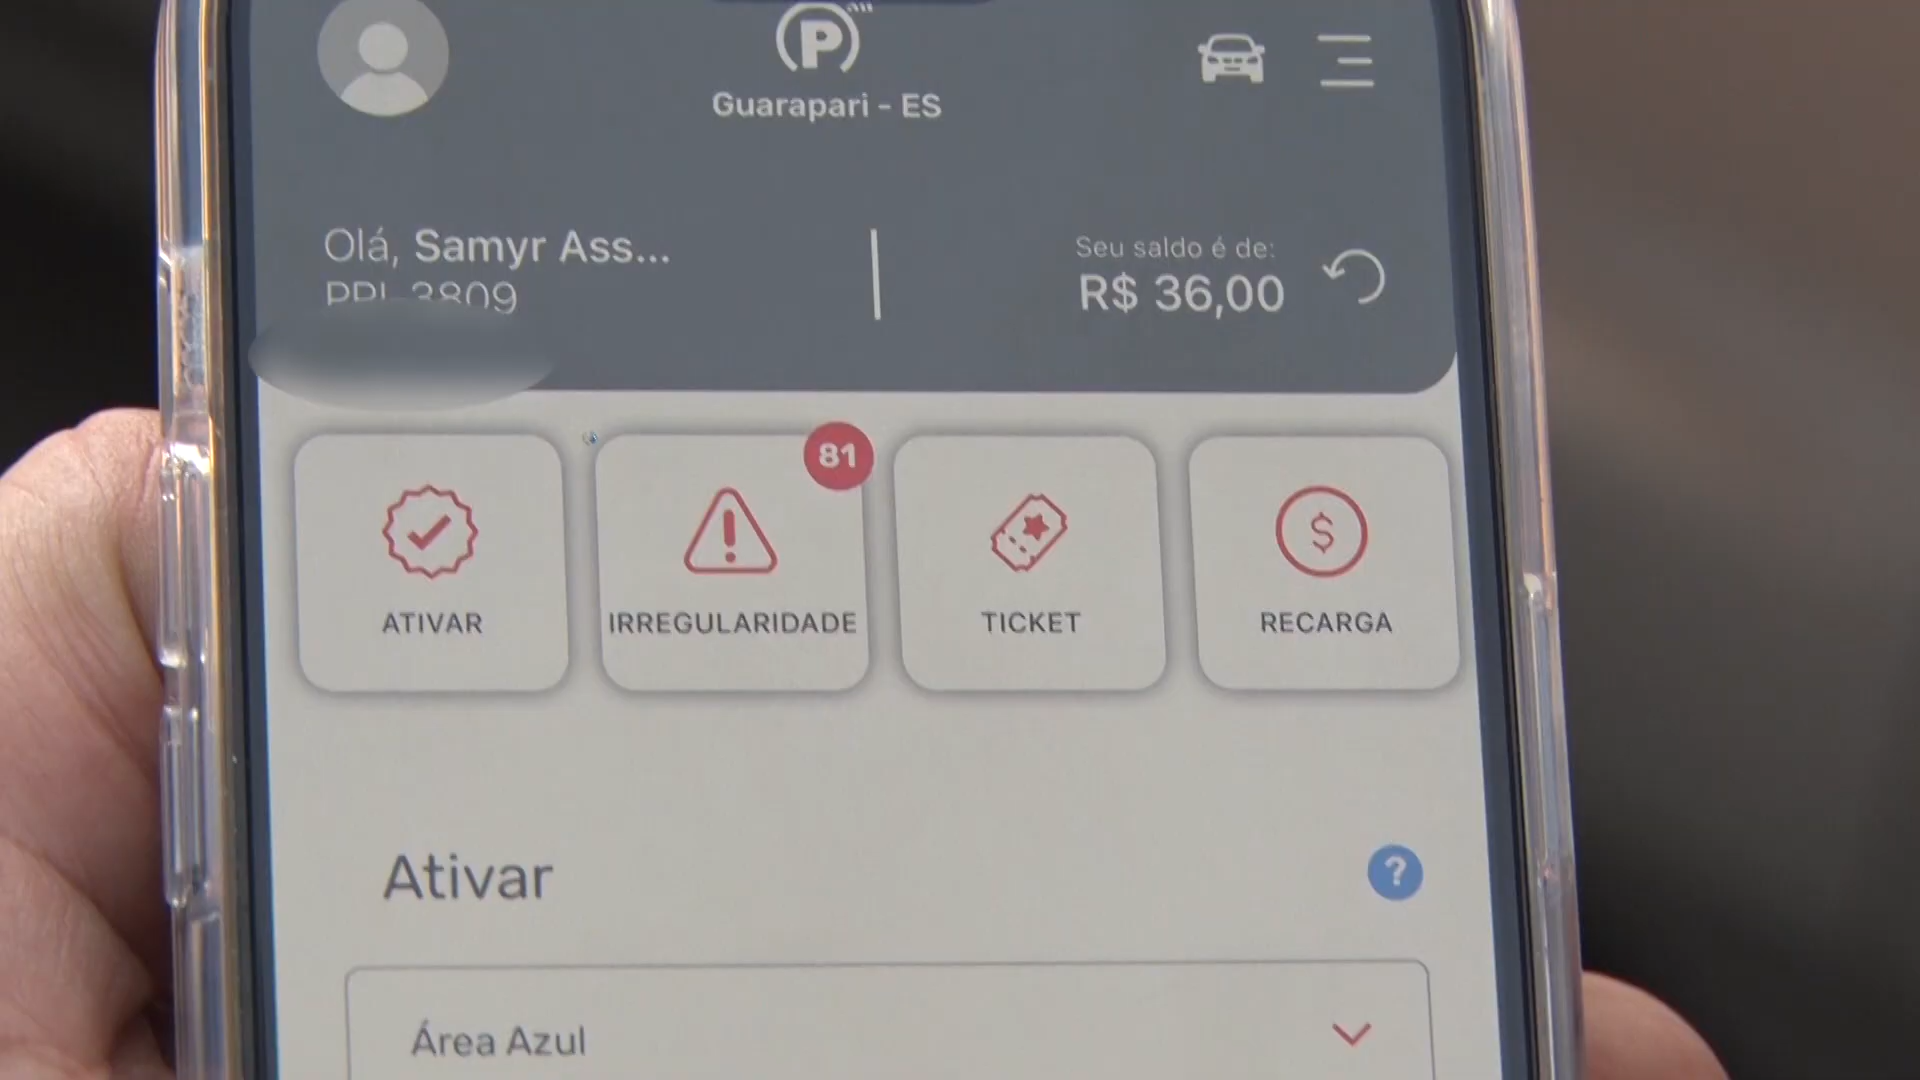 P
Guarapari - ES
Olá, Samyr Ass...
3809
Seu saldo é de:
R$ 36,00
81
ATIVAR
IRREGULARIDADE
TICKET
RECARGA
Ativar
?
Área Azul